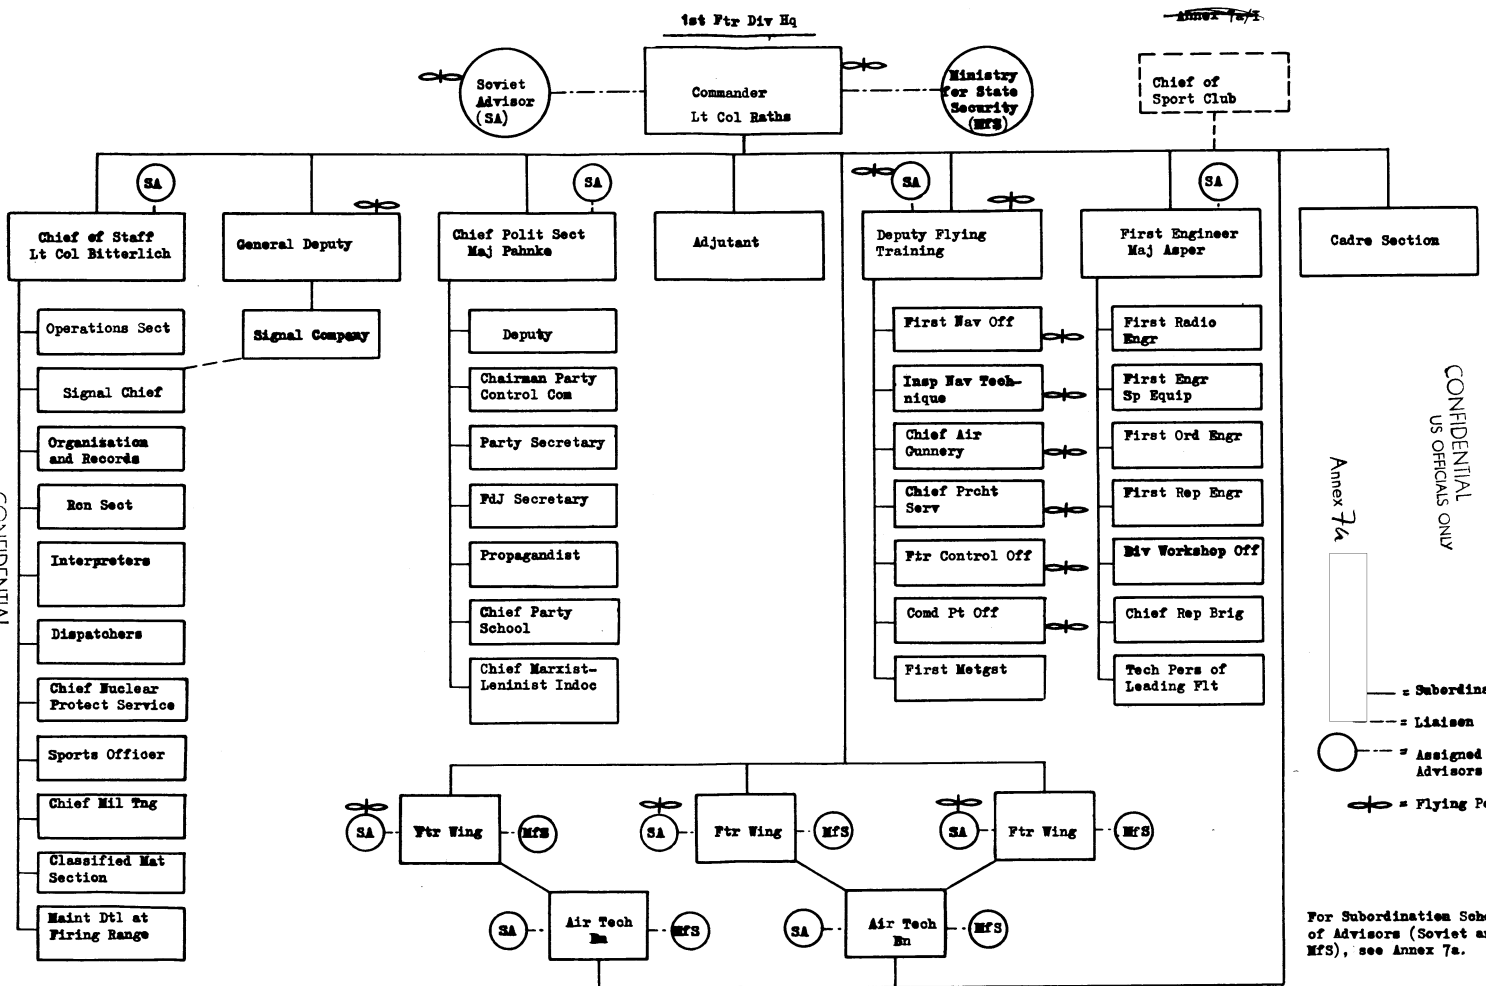 1st Ftr Div Hq
Annex 7a/I
Soviet
Advisor
(SA)
Commander
Lt Col Raths
Ministry
for State
Security
(MfS)
Chief of
Sport Club
SA
SA
SA
SA
Chief of Staff
Lt Col Bitterlich
General Deputy
Chief Polit Sect
Maj Pahnke
Adjutant
Deputy Flying
Training
First Engineer
Maj Asper
Cadre Section
Operations Sect
Signal Chief
Organization
and Records
Rcn Sect
Interpreters
Dispatchers
Chief Nuclear
Protect Service
Sports Officer
Chief Mil Tng
Classified Mat
Section
Maint Dtl at
Firing Range
Signal Company
Deputy
Chairman Party
Control Com
Party Secretary
FdJ Secretary
Propagandist
Chief Party
School
Chief Marxist-
Leninist Indoc
First Nav Off
Insp Nav Tech-
nique
Chief Air
Gunnery
Chief Prcht
Serv
Ftr Control Off
Comd Pt Off
First Metgst
First Radio
Engr
First Engr
Sp Equip
First Ord Engr
First Rep Engr
Div Workshop Off
Chief Rep Brig
Tech Pers of
Leading Flt
CONFIDENTIAL
US OFFICIALS ONLY
Annex 7a
CONFIDENTIAL
= Subordina
= Liaison
= Assigned
Advisors
= Flying Pe
SA
Ftr Wing
MfS
SA
Ftr Wing
MfS
SA
Ftr Wing
MfS
SA
Air Tech
Bn
MfS
SA
Air Tech
Bn
MfS
For Subordination Sche
of Advisors (Soviet an
MfS), see Annex 7a.